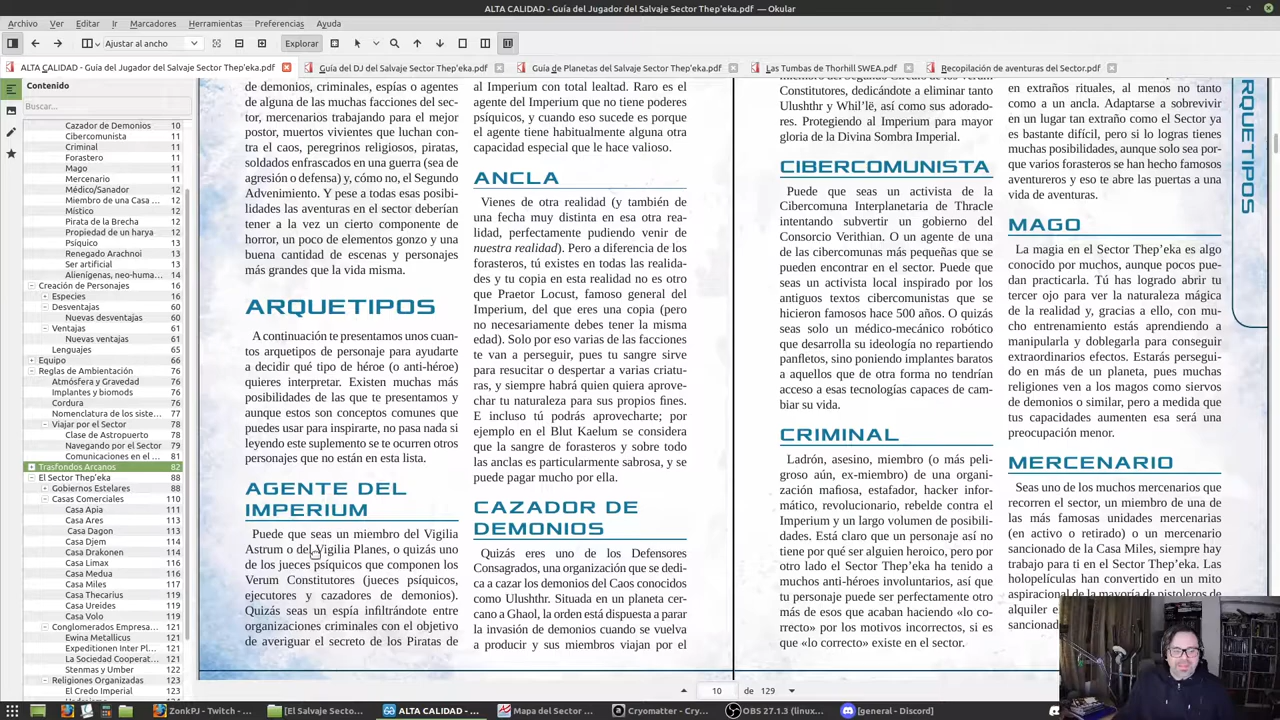 ALTA CALIDAD - Guía del Jugador del Salvaje Sector Thep'eka.pdf — Okular
Archivo Ver Editar Ir Marcadores Herramientas Preferencias Ayuda
Ajustar al ancho
Explorar
ALTA CALIDAD - Guía del Jugador del Salvaje Sector Thep'eka.pdf
Guía del DJ del Salvaje Sector Thep'eka.pdf
Guía de Planetas del Salvaje Sector Thep'eka.pdf
Las Tumbas de Thorhill SWEA.pdf
Recopilación de aventuras del Sector.pdf
Contenido
Buscar...
Cazador de Demonios 10
Cibercomunista 11
Criminal 11
Forastero 11
Mago 11
Mercenario 11
Médico/Sanador 12
Miembro de una Casa ... 12
Místico 12
Pirata de la Brecha 12
Propiedad de un harya 12
Psíquico 13
Renegado Arachnoi 13
Ser artificial 13
Alienígenas, neo-huma... 14
Creación de Personajes 16
Especies 16
Desventajas 60
Nuevas desventajas 60
Ventajas 61
Nuevas ventajas 61
Lenguajes 65
Equipo 66
Reglas de Ambientación 76
Atmósfera y Gravedad 76
Implantes y biomods 76
Cordura 76
Nomenclatura de los siste... 77
Viajar por el Sector 78
Clase de Astropuerto 78
Navegando por el Sector 79
Comunicaciones en el ... 81
Trasfondos Arcanos 82
El Sector Thep'eka 88
Gobiernos Estelares 88
Casas Comerciales 110
Casa Apia 111
Casa Ares 113
Casa Dagon 113
Casa Djem 114
Casa Drakonen 114
Casa Limax 116
Casa Medua 116
Casa Miles 117
Casa Thecarius 119
Casa Ureides 119
Casa Volo 119
Conglomerados Empresa... 121
Ewina Metallicus 121
Expeditionen Inter Pl... 121
La Sociedad Cooperat... 121
Stenmas y Umber 122
Religiones Organizadas 123
El Credo Imperial 123
de demonios, criminales, espías o agentes
de alguna de las muchas facciones del sec-
tor, mercenarios trabajando para el mejor
postor, muertos vivientes que luchan con-
tra el caos, peregrinos religiosos, piratas,
soldados enfrascados en una guerra (sea de
agresión o defensa) y, cómo no, el Segundo
Advenimiento. Y pese a todas esas posibi-
lidades las aventuras en el sector deberían
tener a la vez un cierto componente de
horror, un poco de elementos gonzo y una
buena cantidad de escenas y personajes
más grandes que la vida misma.
ARQUETIPOS
A continuación te presentamos unos cuan-
tos arquetipos de personaje para ayudarte
a decidir qué tipo de héroe (o anti-héroe)
quieres interpretar. Existen muchas más
posibilidades de las que te presentamos y
aunque estos son conceptos comunes que
puedes usar para inspirarte, no pasa nada si
leyendo este suplemento se te ocurren otros
personajes que no están en esta lista.
AGENTE DEL
IMPERIUM
Puede que seas un miembro del Vigilia
Astrum o del Vigilia Planes, o quizás uno
de los jueces psíquicos que componen los
Verum Constitutores (jueces psíquicos,
ejecutores y cazadores de demonios).
Quizás seas un espía infiltrándote entre
organizaciones criminales con el objetivo
de averiguar el secreto de los Piratas de
al Imperium con total lealtad. Raro es el
agente del Imperium que no tiene poderes
psíquicos, y cuando eso sucede es porque
el agente tiene habitualmente alguna otra
capacidad especial que le hace valioso.
ANCLA
Vienes de otra realidad (y también de
una fecha muy distinta en esa otra rea-
lidad, perfectamente pudiendo venir de
nuestra realidad). Pero a diferencia de los
forasteros, tú existes en todas las realida-
des y tu copia en esta realidad no es otro
que Praetor Locust, famoso general del
Imperium, del que eres una copia (pero
no necesariamente debes tener la misma
edad). Solo por eso varias de las facciones
te van a perseguir, pues tu sangre sirve
para resucitar o despertar a varias criatu-
ras, y siempre habrá quien quiera aprove-
char tu naturaleza para sus propios fines.
E incluso tú podrás aprovecharte; por
ejemplo en el Blut Kaelum se considera
que la sangre de forasteros y sobre todo
las anclas es particularmente sabrosa, y se
puede pagar mucho por ella.
CAZADOR DE
DEMONIOS
Quizás eres uno de los Defensores
Consagrados, una organización que se dedi-
ca a cazar los demonios del Caos conocidos
como Ulushthr. Situada en un planeta cer-
cano a Ghaol, la orden está dispuesta a parar
la invasión de demonios cuando se vuelva
a producir y sus miembros viajan por el
Constitutores, dedicándote a eliminar tanto
Ulushthr y Whil'lë, así como sus adorado-
res. Protegiendo al Imperium para mayor
gloria de la Divina Sombra Imperial.
CIBERCOMUNISTA
Puede que seas un activista de la
Cibercomuna Interplanetaria de Thracle
intentando subvertir un gobierno del
Consorcio Verithian. O un agente de una
de las cibercomunas más pequeñas que se
pueden encontrar en el sector. Puede que
seas un activista local inspirado por los
antiguos textos cibercomunistas que se
hicieron famosos hace 500 años. O quizás
seas solo un médico-mecánico robótico
que desarrolla su ideología no repartiendo
panfletos, sino poniendo implantes baratos
a aquellos que de otra forma no tendrían
acceso a esas tecnologías capaces de cam-
biar su vida.
CRIMINAL
Ladrón, asesino, miembro (o más peli-
groso aún, ex-miembro) de una organi-
zación mafiosa, estafador, hacker infor-
mático, revolucionario, rebelde contra el
Imperium y un largo volumen de posibili-
dades. Está claro que un personaje así no
tiene por qué ser alguien heroico, pero por
otro lado el Sector Thep'eka ha tenido a
muchos anti-héroes involuntarios, así que
tu personaje puede ser perfectamente otro
más de esos que acaban haciendo «lo co-
rrecto» por los motivos incorrectos, si es
que «lo correcto» existe en el sector.
en extraños rituales, al menos no tanto
como a un ancla. Adaptarse a sobrevivir
en un lugar tan extraño como el Sector ya
es bastante difícil, pero si lo logras tienes
muchas posibilidades, aunque solo sea por-
que varios forasteros se han hecho famosos
aventureros y eso te abre las puertas a una
vida de aventuras.
MAGO
La magia en el Sector Thep'eka es algo
conocido por muchos, aunque pocos pue-
dan practicarla. Tú has logrado abrir tu
tercer ojo para ver la naturaleza mágica
de la realidad y, gracias a ello, con mu-
cho entrenamiento estás aprendiendo a
manipularla y doblegarla para conseguir
extraordinarios efectos. Estarás persegui-
do en más de un planeta, pues muchas
religiones ven a los magos como siervos
de demonios o similar, pero a medida que
tus capacidades aumenten esa será una
preocupación menor.
MERCENARIO
Seas uno de los muchos mercenarios que
recorren el sector, un miembro de una de
las más famosas unidades mercenarias
(en activo o retirado) o un mercenario
sancionado de la Casa Miles, siempre hay
trabajo para ti en el Sector Thep'eka. Las
holopelículas han convertido en un mito
aspiracional de la mayoría de pistoleros de
alquiler e
sancionad
RQUETIPOS
10 de 129
ZonkPJ - Twitch - ...
[El Salvaje Secto...
ALTA CALIDAD - ...
Mapa del Sector ...
Cryomatter - Cry...
OBS 27.1.3 (linux...
[general - Discord]